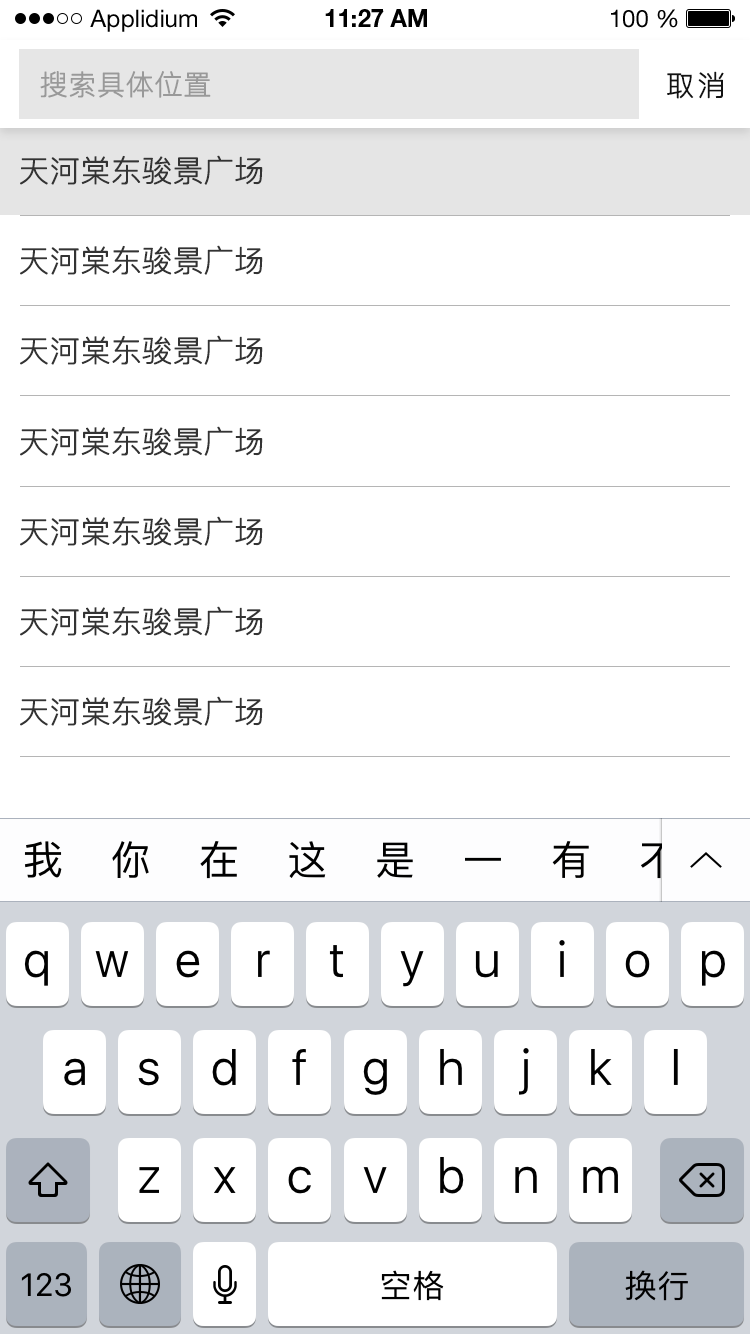 Applidium 11:27 AM 100 %
搜索具体位置 取消
天河棠东骏景广场
天河棠东骏景广场
天河棠东骏景广场
天河棠东骏景广场
天河棠东骏景广场
天河棠东骏景广场
天河棠东骏景广场
我 你 在 这 是 一 有 不
q w e r t y u i o p
a s d f g h j k l
z x c v b n m
123 空格 换行